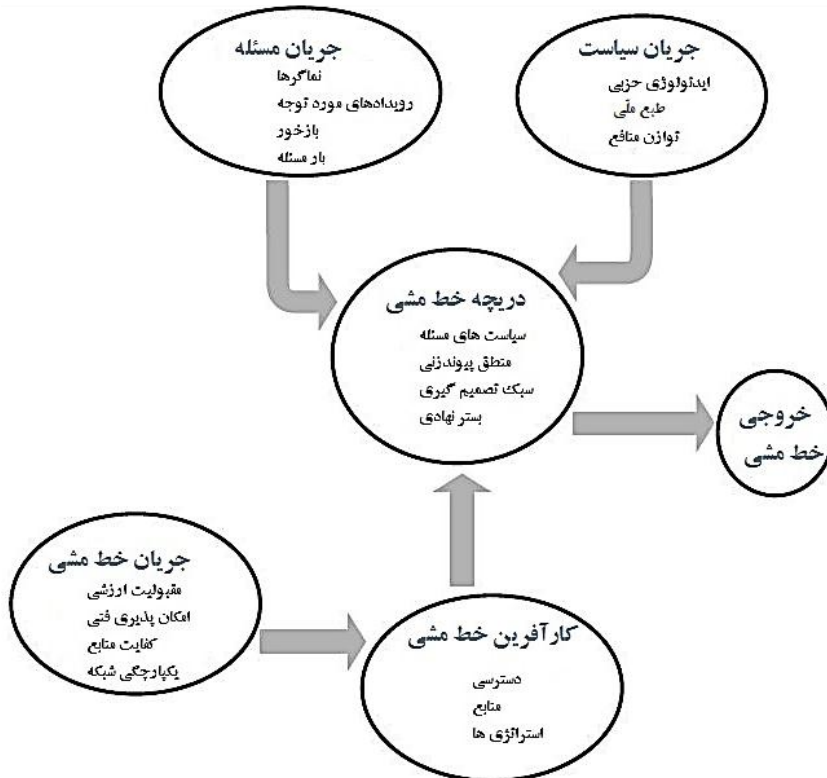 جریان سیاست
ایدئولوژی حزبی
طبع ملّی
توازن منافع
جریان مسئله
نماگرها
رویدادهای مورد توجه
بازخور
بار مسئله
دریچه خط مشی
سیاست های مسئله
منطق پیوندزنی
سبک تصمیم گیری
بستر نهادی
خروجی
خط مشی
جریان خط مشی
مقبولیت ارزشی
امکان پذیری فنی
کفایت منابع
یکپارچگی شبکه
کارآفرین خط مشی
دسترسی
منابع
استراتژی ها